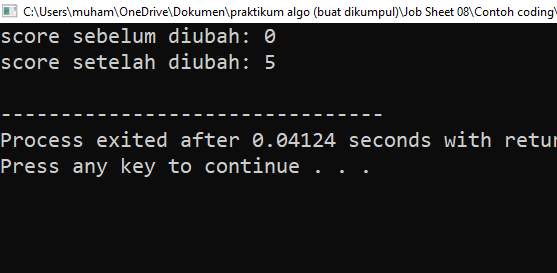 C:\Users\muham\OneDrive\Dokumen\praktikum algo (buat dikumpul)\Job Sheet 08\Contoh coding\
score sebelum diubah: 0
score setelah diubah: 5
--------------------------------
Process exited after 0.04124 seconds with retur
Press any key to continue . . .